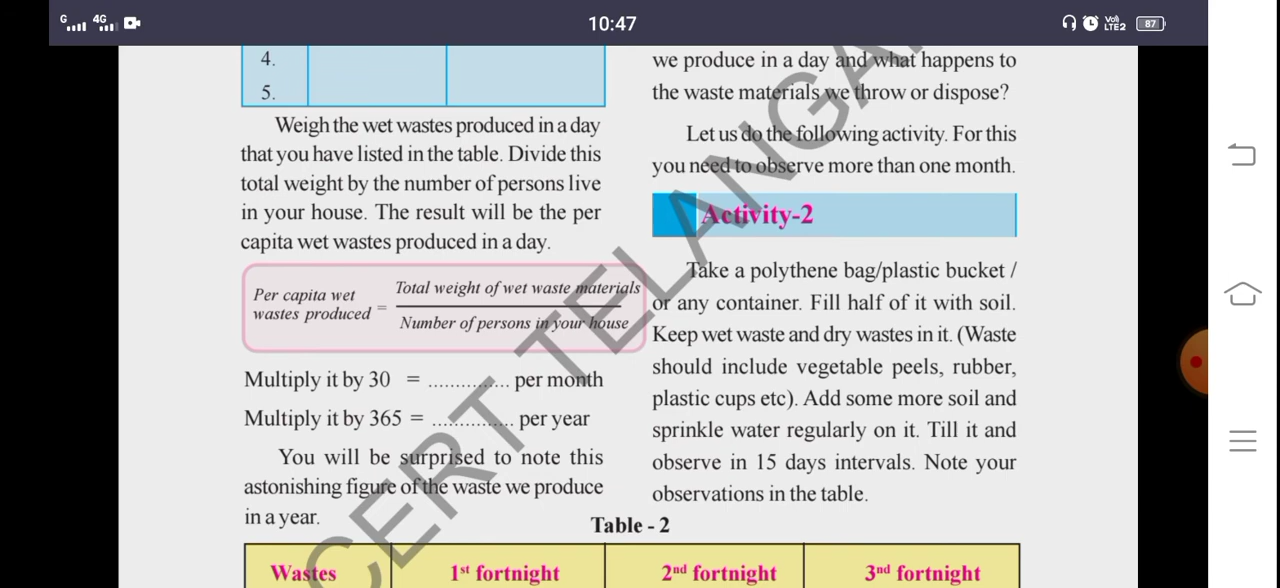 G 4G
10:47
Vo) LTE2 87
4.
5.
Weigh the wet wastes produced in a day
that you have listed in the table. Divide this
total weight by the number of persons live
in your house. The result will be the per
capita wet wastes produced in a day.
Per capita wet
wastes produced = Total weight of wet waste materials
Number of persons in your house
Multiply it by 30 = .............. per month
Multiply it by 365 = .............. per year
You will be surprised to note this
astonishing figure of the waste we produce
in a year.
we produce in a day and what happens to
the waste materials we throw or dispose?
Let us do the following activity. For this
you need to observe more than one month.
Activity-2
Take a polythene bag/plastic bucket /
or any container. Fill half of it with soil.
Keep wet waste and dry wastes in it. (Waste
should include vegetable peels, rubber,
plastic cups etc). Add some more soil and
sprinkle water regularly on it. Till it and
observe in 15 days intervals. Note your
observations in the table.
Table - 2
Wastes 1st fortnight 2nd fortnight 3nd fortnight
CERT TELANGA